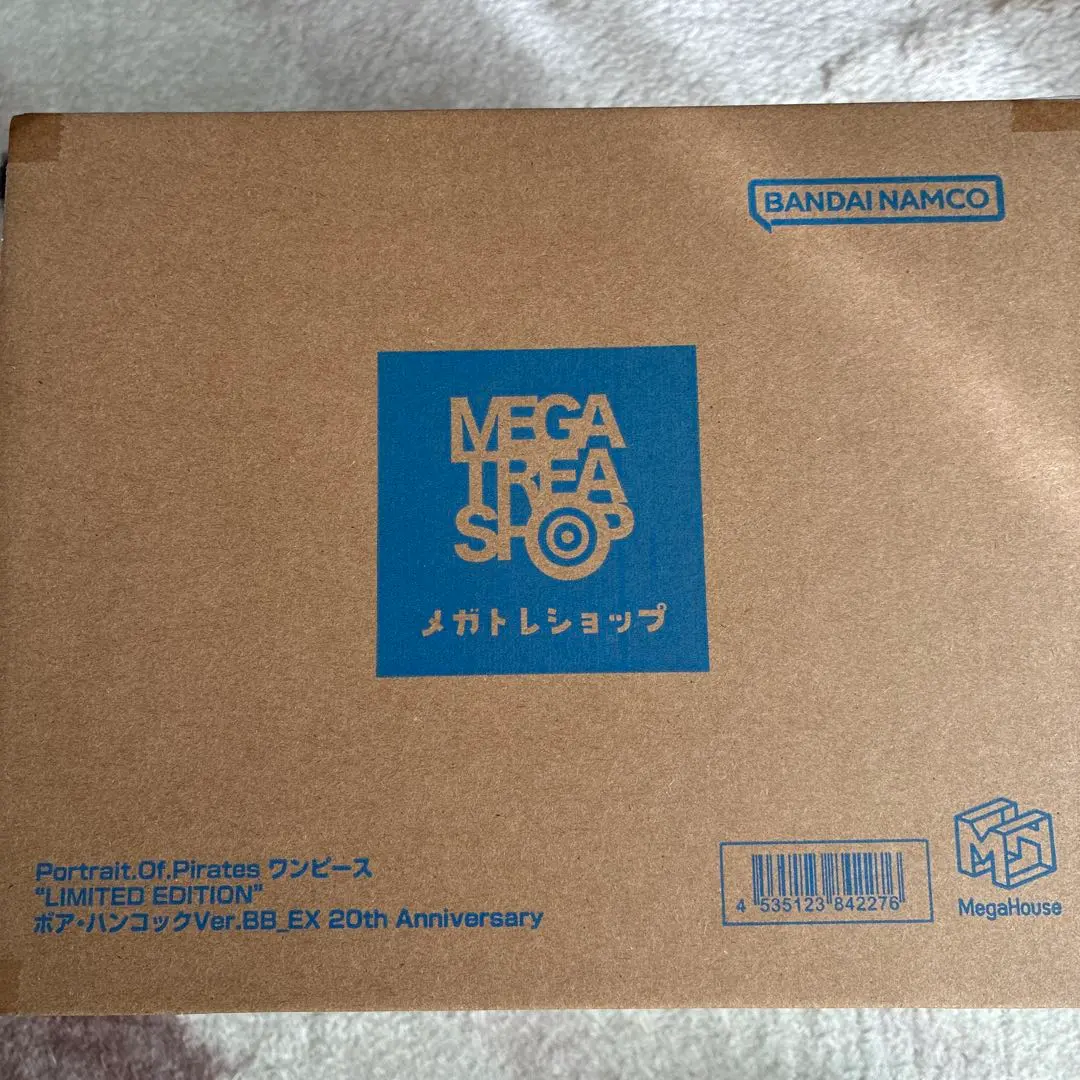 BANDAI NAMCO
MEGA
TREA
SHOP
メガトレショップ
Portrait.Of.Pirates ワンピース
"LIMITED EDITION"
ボア・ハンコックVer.BB_EX 20th Anniversary
4 535123 842276
MegaHouse